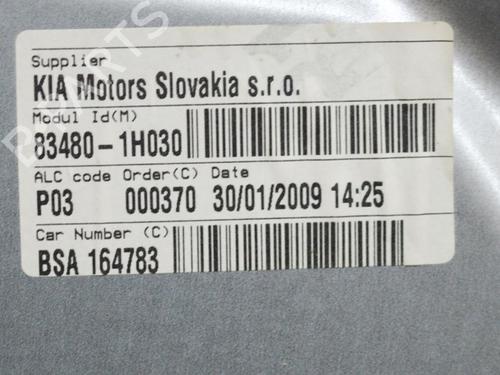 Supplier
KIA Motors Slovakia s.r.o.
Modul Id(M)
83480-1H030
ALC code Order(C) Date
P03 000370 30/01/2009 14:25
Car Number (C)
BSA 164783